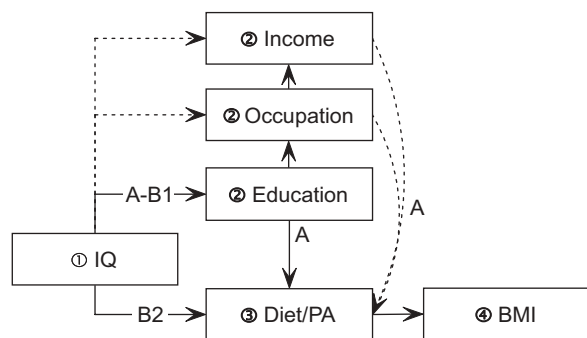 ② Income
② Occupation
A-B1
② Education
A
A
① IQ
B2
③ Diet/PA
④ BMI